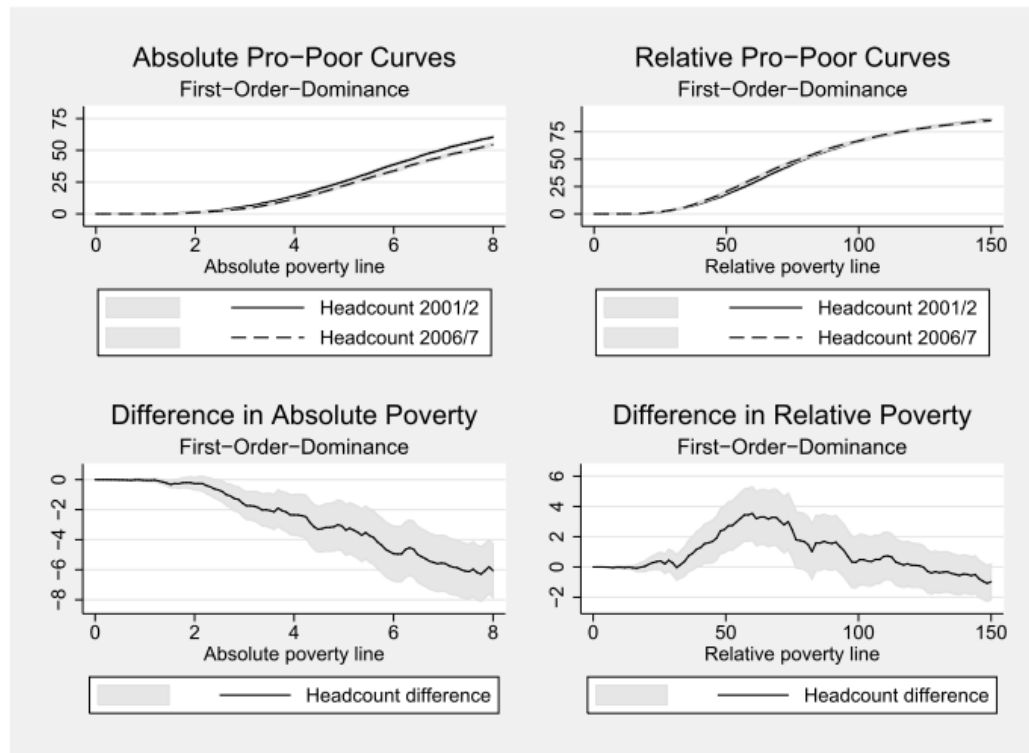 Absolute Pro−Poor Curves
First−Order−Dominance
75
50
25
0
0 2 4 6 8
Absolute poverty line
Headcount 2001/2
Headcount 2006/7
Relative Pro−Poor Curves
First−Order−Dominance
75
50
25
0
0 50 100 150
Relative poverty line
Headcount 2001/2
Headcount 2006/7
Difference in Absolute Poverty
First−Order−Dominance
0
−2
−4
−6
−8
0 2 4 6 8
Absolute poverty line
Headcount difference
Difference in Relative Poverty
First−Order−Dominance
6
4
2
0
−2
0 50 100 150
Relative poverty line
Headcount difference